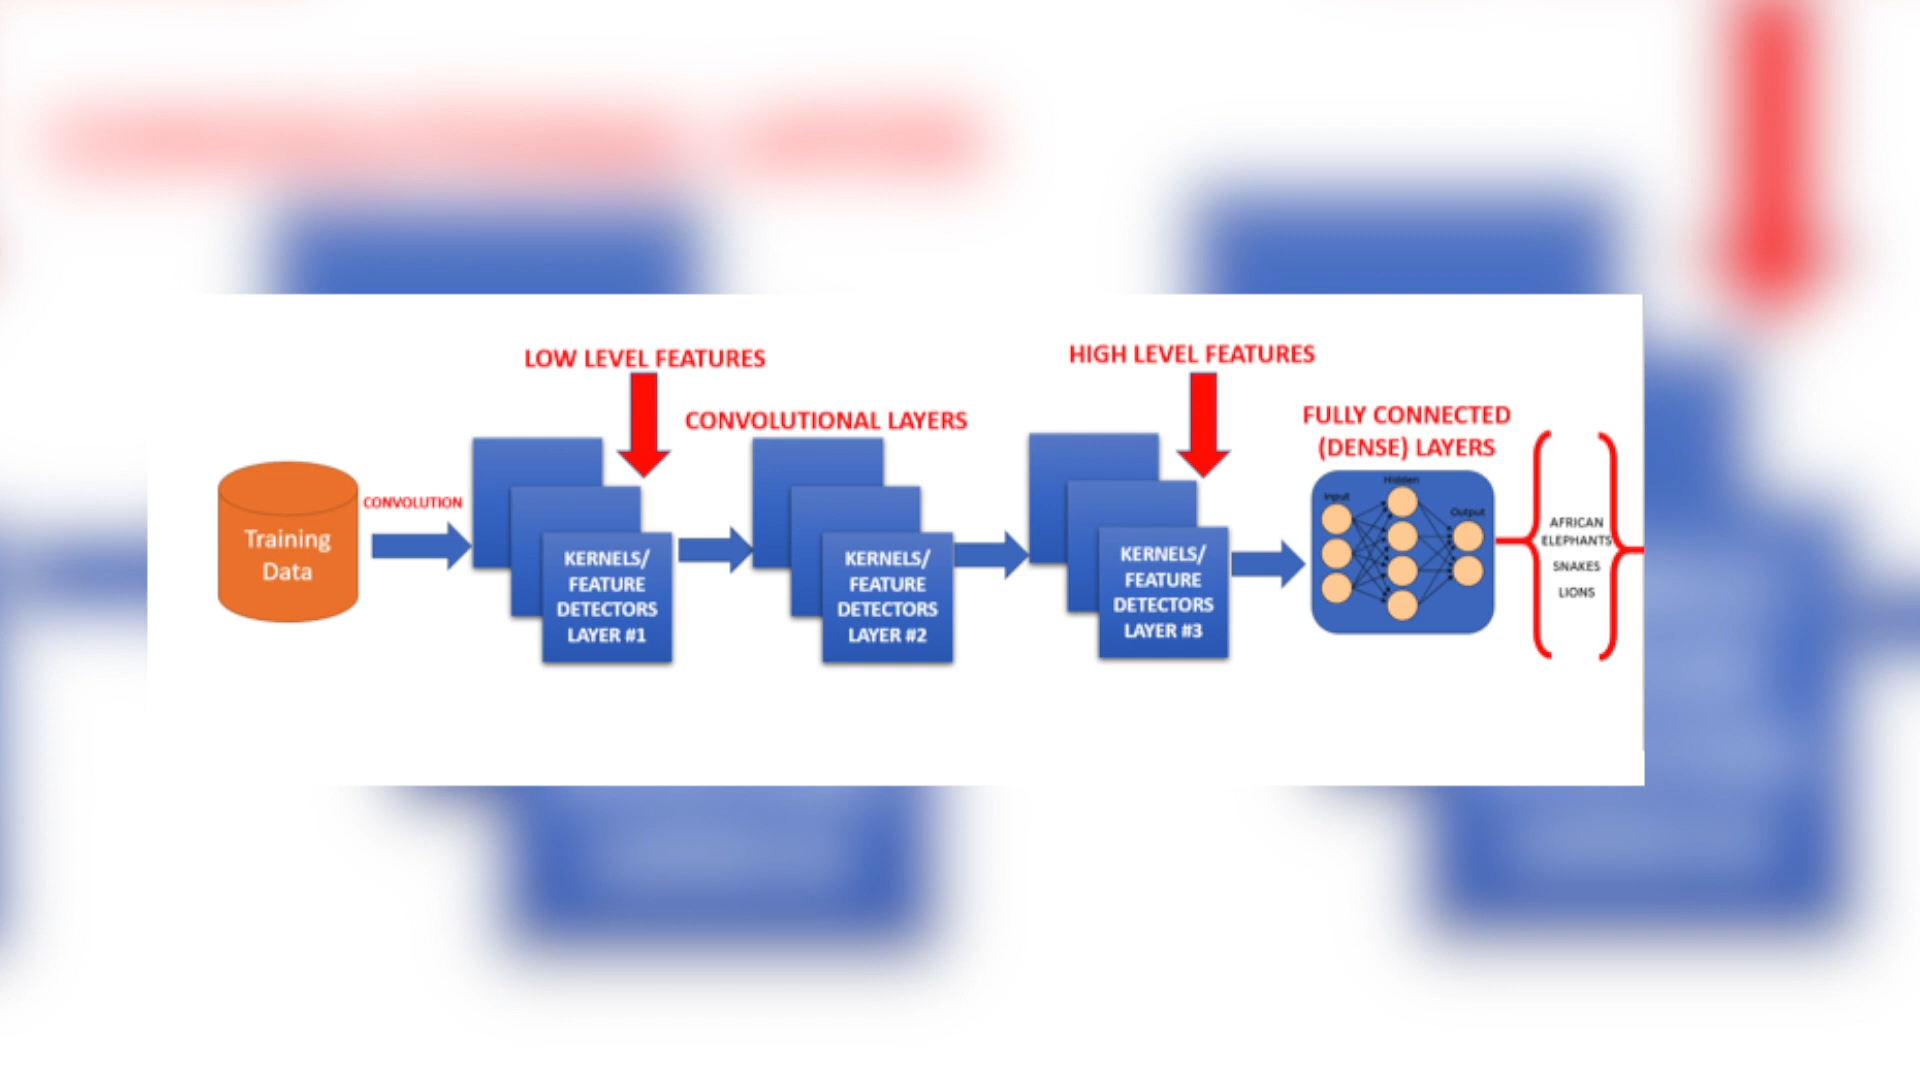 LOW LEVEL FEATURES
HIGH LEVEL FEATURES
CONVOLUTIONAL LAYERS
FULLY CONNECTED
(DENSE) LAYERS
CONVOLUTION
Training
Data
KERNELS/
FEATURE
DETECTORS
LAYER #1
KERNELS/
FEATURE
DETECTORS
LAYER #2
KERNELS/
FEATURE
DETECTORS
LAYER #3
Input
Hidden
Output
AFRICAN
ELEPHANTS
SNAKES
LIONS